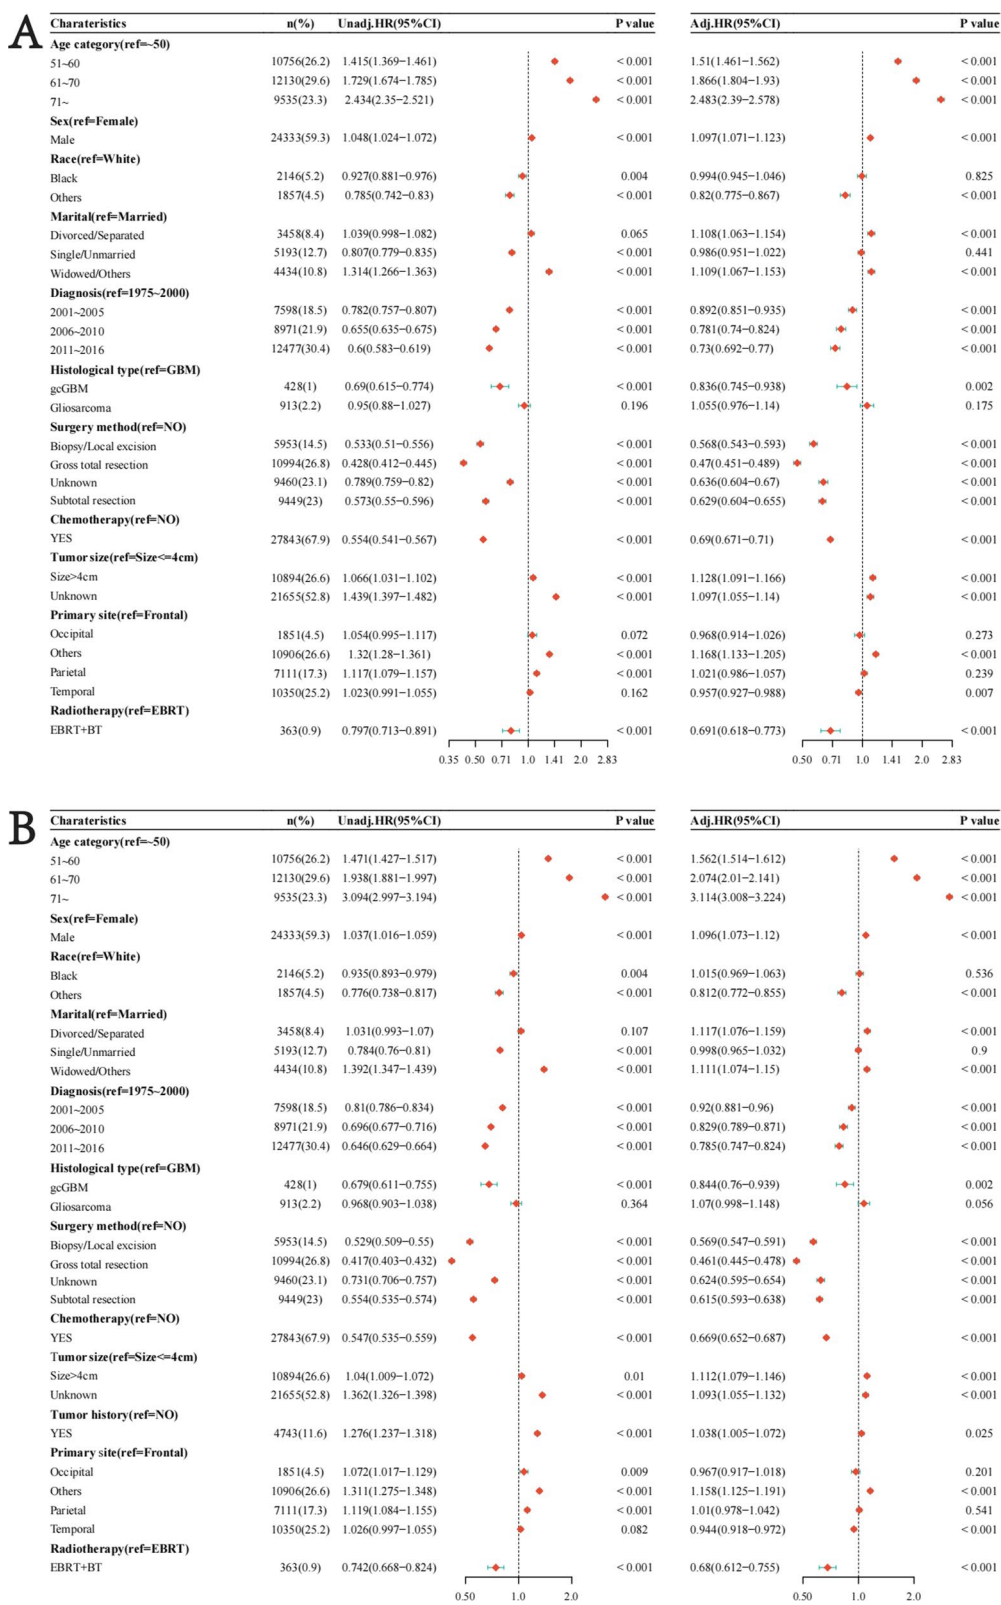 A
Charateristics n(%) Unadj.HR(95%CI) P value Adj.HR(95%CI) P value
Age category(ref=~50)
51~60 10756(26.2) 1.415(1.369−1.461) <0.001 1.51(1.461−1.562) <0.001
61~70 12130(29.6) 1.729(1.674−1.785) <0.001 1.866(1.804−1.93) <0.001
71~ 9535(23.3) 2.434(2.35−2.521) <0.001 2.483(2.39−2.578) <0.001
Sex(ref=Female)
Male 24333(59.3) 1.048(1.024−1.072) <0.001 1.097(1.071−1.123) <0.001
Race(ref=White)
Black 2146(5.2) 0.927(0.881−0.976) 0.004 0.994(0.945−1.046) 0.825
Others 1857(4.5) 0.785(0.742−0.83) <0.001 0.82(0.775−0.867) <0.001
Marital(ref=Married)
Divorced/Separated 3458(8.4) 1.039(0.998−1.082) 0.065 1.108(1.063−1.154) <0.001
Single/Unmarried 5193(12.7) 0.807(0.779−0.835) <0.001 0.986(0.951−1.022) 0.441
Widowed/Others 4434(10.8) 1.314(1.266−1.363) <0.001 1.109(1.067−1.153) <0.001
Diagnosis(ref=1975~2000)
2001~2005 7598(18.5) 0.782(0.757−0.807) <0.001 0.892(0.851−0.935) <0.001
2006~2010 8971(21.9) 0.655(0.635−0.675) <0.001 0.781(0.74−0.824) <0.001
2011~2016 12477(30.4) 0.6(0.583−0.619) <0.001 0.73(0.692−0.77) <0.001
Histological type(ref=GBM)
gcGBM 428(1) 0.69(0.615−0.774) <0.001 0.836(0.745−0.938) 0.002
Gliosarcoma 913(2.2) 0.95(0.88−1.027) 0.196 1.055(0.976−1.14) 0.175
Surgery method(ref=NO)
Biopsy/Local excision 5953(14.5) 0.533(0.51−0.556) <0.001 0.568(0.543−0.593) <0.001
Gross total resection 10994(26.8) 0.428(0.412−0.445) <0.001 0.47(0.451−0.489) <0.001
Unknown 9460(23.1) 0.789(0.759−0.82) <0.001 0.636(0.604−0.67) <0.001
Subtotal resection 9449(23) 0.573(0.55−0.596) <0.001 0.629(0.604−0.655) <0.001
Chemotherapy(ref=NO)
YES 27843(67.9) 0.554(0.541−0.567) <0.001 0.69(0.671−0.71) <0.001
Tumor size(ref=Size<=4cm)
Size>4cm 10894(26.6) 1.066(1.031−1.102) <0.001 1.128(1.091−1.166) <0.001
Unknown 21655(52.8) 1.439(1.397−1.482) <0.001 1.097(1.055−1.14) <0.001
Primary site(ref=Frontal)
Occipital 1851(4.5) 1.054(0.995−1.117) 0.072 0.968(0.914−1.026) 0.273
Others 10906(26.6) 1.32(1.28−1.361) <0.001 1.168(1.133−1.205) <0.001
Parietal 7111(17.3) 1.117(1.079−1.157) <0.001 1.021(0.986−1.057) 0.239
Temporal 10350(25.2) 1.023(0.991−1.055) 0.162 0.957(0.927−0.988) 0.007
Radiotherapy(ref=EBRT)
EBRT+BT 363(0.9) 0.797(0.713−0.891) <0.001 0.691(0.618−0.773) <0.001
0.35 0.50 0.71 1.0 1.41 2.0 2.83 0.50 0.71 1.0 1.41 2.0 2.83
B
Charateristics n(%) Unadj.HR(95%CI) P value Adj.HR(95%CI) P value
Age category(ref=~50)
51~60 10756(26.2) 1.471(1.427−1.517) <0.001 1.562(1.514−1.612) <0.001
61~70 12130(29.6) 1.938(1.881−1.997) <0.001 2.074(2.01−2.141) <0.001
71~ 9535(23.3) 3.094(2.997−3.194) <0.001 3.114(3.008−3.224) <0.001
Sex(ref=Female)
Male 24333(59.3) 1.037(1.016−1.059) <0.001 1.096(1.073−1.12) <0.001
Race(ref=White)
Black 2146(5.2) 0.935(0.893−0.979) 0.004 1.015(0.969−1.063) 0.536
Others 1857(4.5) 0.776(0.738−0.817) <0.001 0.812(0.772−0.855) <0.001
Marital(ref=Married)
Divorced/Separated 3458(8.4) 1.031(0.993−1.07) 0.107 1.117(1.076−1.159) <0.001
Single/Unmarried 5193(12.7) 0.784(0.76−0.81) <0.001 0.998(0.965−1.032) 0.9
Widowed/Others 4434(10.8) 1.392(1.347−1.439) <0.001 1.111(1.074−1.15) <0.001
Diagnosis(ref=1975~2000)
2001~2005 7598(18.5) 0.81(0.786−0.834) <0.001 0.92(0.881−0.96) <0.001
2006~2010 8971(21.9) 0.696(0.677−0.716) <0.001 0.829(0.789−0.871) <0.001
2011~2016 12477(30.4) 0.646(0.629−0.664) <0.001 0.785(0.747−0.824) <0.001
Histological type(ref=GBM)
gcGBM 428(1) 0.679(0.611−0.755) <0.001 0.844(0.76−0.939) 0.002
Gliosarcoma 913(2.2) 0.968(0.903−1.038) 0.364 1.07(0.998−1.148) 0.056
Surgery method(ref=NO)
Biopsy/Local excision 5953(14.5) 0.529(0.509−0.55) <0.001 0.569(0.547−0.591) <0.001
Gross total resection 10994(26.8) 0.417(0.403−0.432) <0.001 0.461(0.445−0.478) <0.001
Unknown 9460(23.1) 0.731(0.706−0.757) <0.001 0.624(0.595−0.654) <0.001
Subtotal resection 9449(23) 0.554(0.535−0.574) <0.001 0.615(0.593−0.638) <0.001
Chemotherapy(ref=NO)
YES 27843(67.9) 0.547(0.535−0.559) <0.001 0.669(0.652−0.687) <0.001
Tumor size(ref=Size<=4cm)
Size>4cm 10894(26.6) 1.04(1.009−1.072) 0.01 1.112(1.079−1.146) <0.001
Unknown 21655(52.8) 1.362(1.326−1.398) <0.001 1.093(1.055−1.132) <0.001
Tumor history(ref=NO)
YES 4743(11.6) 1.276(1.237−1.318) <0.001 1.038(1.005−1.072) 0.025
Primary site(ref=Frontal)
Occipital 1851(4.5) 1.072(1.017−1.129) 0.009 0.967(0.917−1.018) 0.201
Others 10906(26.6) 1.311(1.275−1.348) <0.001 1.158(1.125−1.191) <0.001
Parietal 7111(17.3) 1.119(1.084−1.155) <0.001 1.01(0.978−1.042) 0.541
Temporal 10350(25.2) 1.026(0.997−1.055) 0.082 0.944(0.918−0.972) <0.001
Radiotherapy(ref=EBRT)
EBRT+BT 363(0.9) 0.742(0.668−0.824) <0.001 0.68(0.612−0.755) <0.001
0.50 1.0 2.0 0.50 1.0 2.0